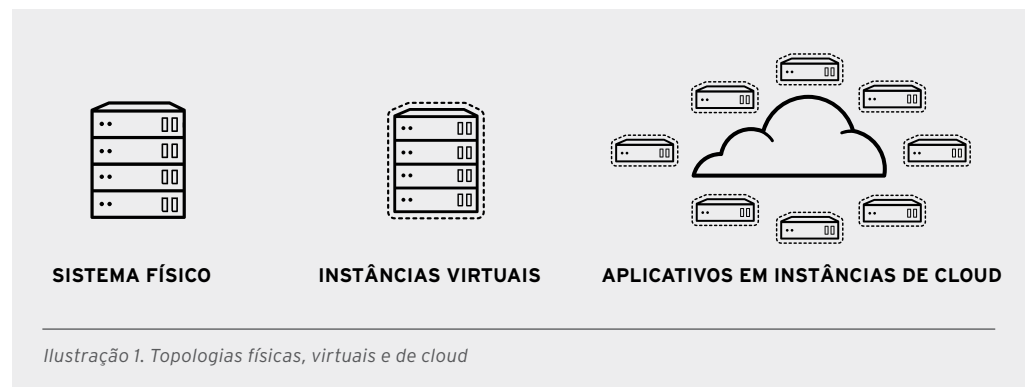 SISTEMA FÍSICO
INSTÂNCIAS VIRTUAIS
APLICATIVOS EM INSTÂNCIAS DE CLOUD
Ilustração 1. Topologias físicas, virtuais e de cloud